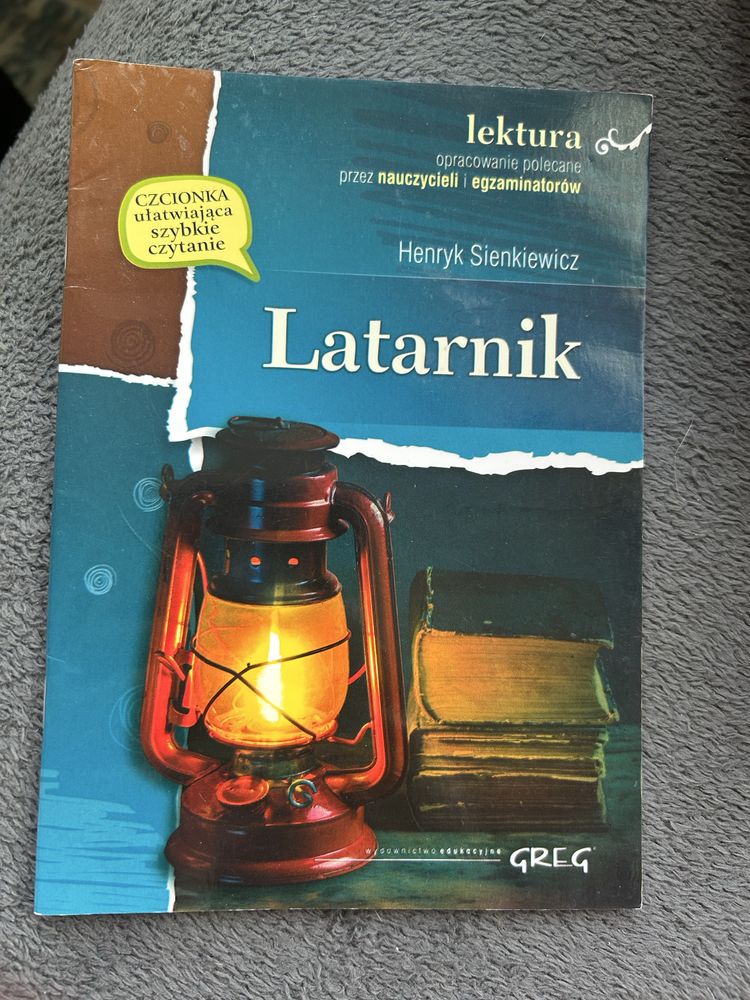 lektura
opracowanie polecane
przez nauczycieli i egzaminatorów
CZCIONKA
ułatwiająca
szybkie
czytanie
Henryk Sienkiewicz
Latarnik
wydawnictwo edukacyjne
GREG